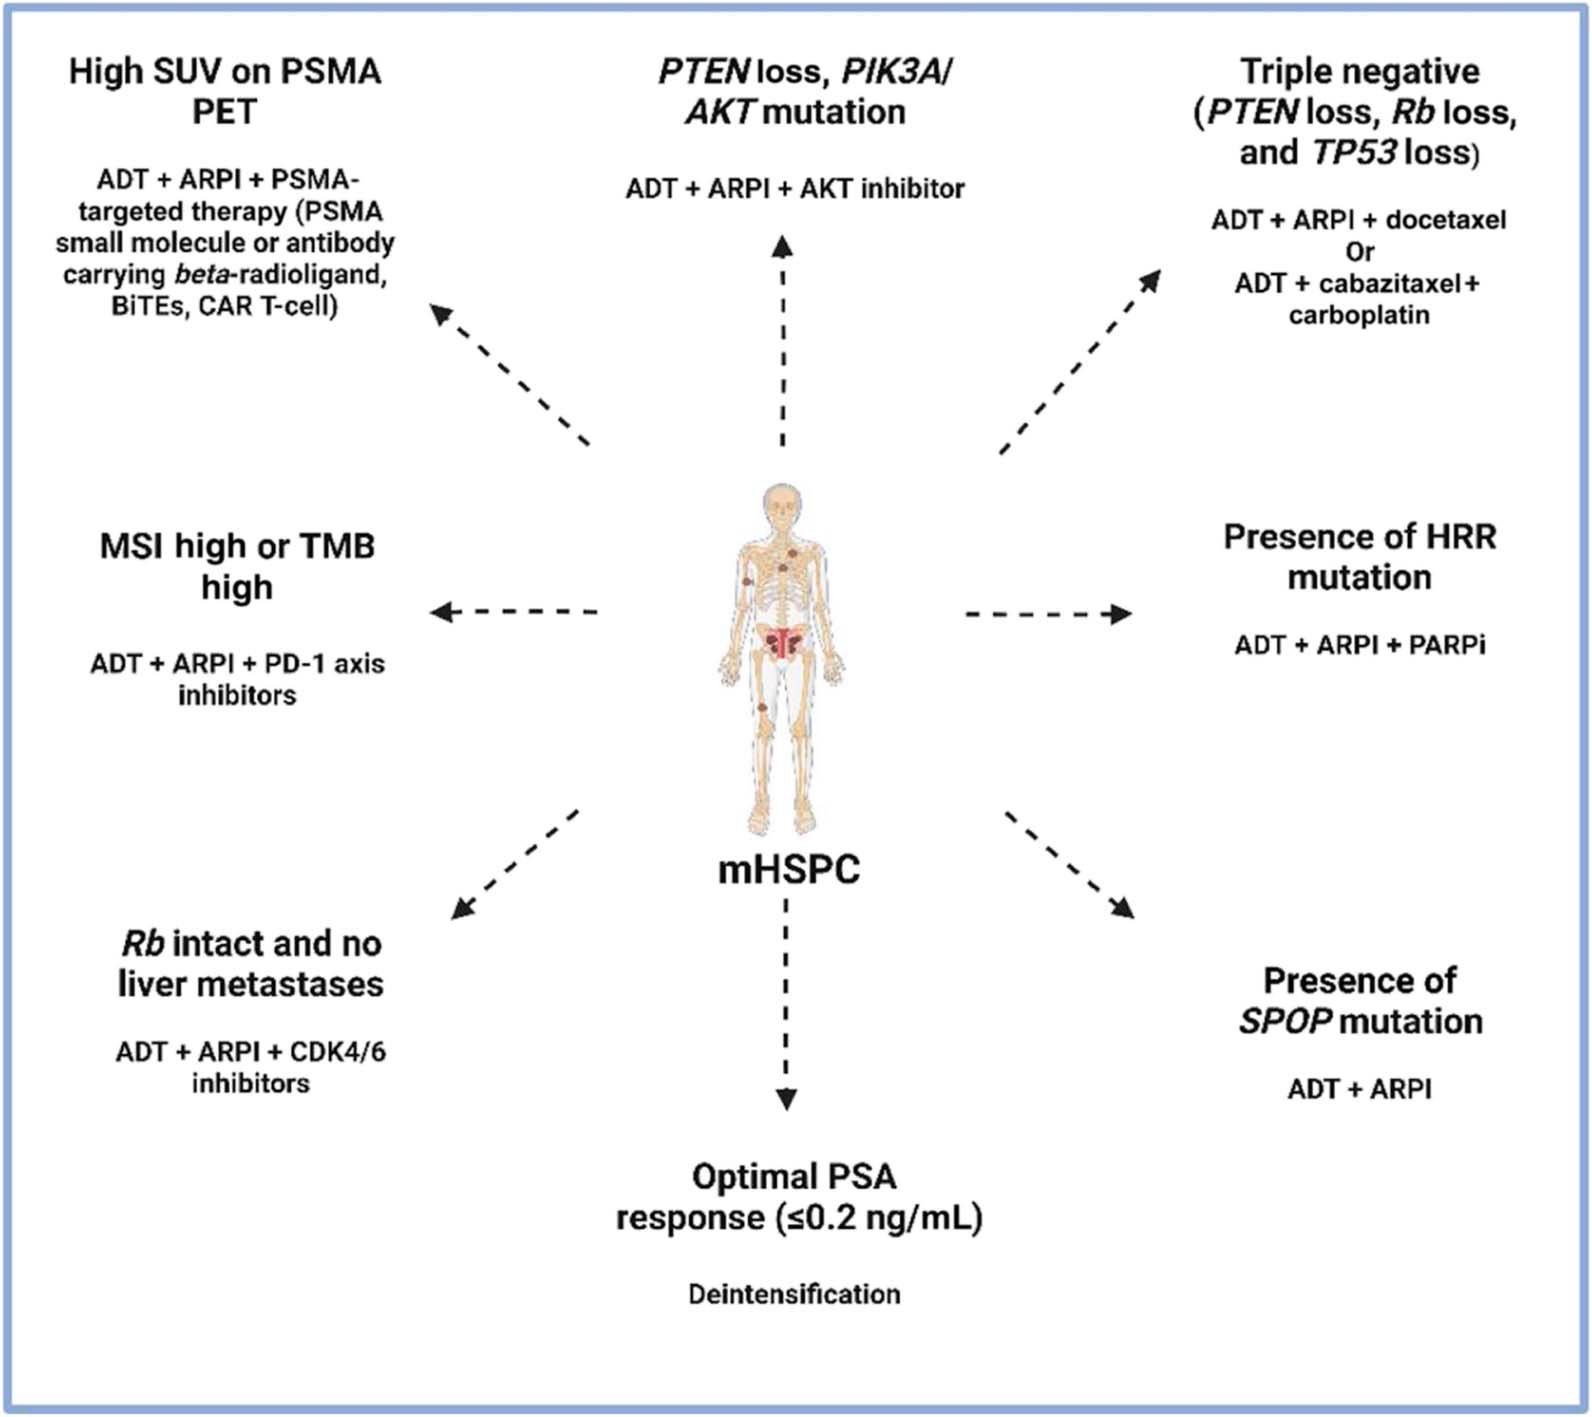 High SUV on PSMA
PET
ADT + ARPI + PSMA-
targeted therapy (PSMA
small molecule or antibody
carrying beta-radioligand,
BiTEs, CAR T-cell)
PTEN loss, PIK3A/
AKT mutation
ADT + ARPI + AKT inhibitor
Triple negative
(PTEN loss, Rb loss,
and TP53 loss)
ADT + ARPI + docetaxel
Or
ADT + cabazitaxel+
carboplatin
MSI high or TMB
high
ADT + ARPI + PD-1 axis
inhibitors
Presence of HRR
mutation
ADT + ARPI + PARPi
mHSPC
Rb intact and no
liver metastases
ADT + ARPI + CDK4/6
inhibitors
Presence of
SPOP mutation
ADT + ARPI
Optimal PSA
response (≤0.2 ng/mL)
Deintensification